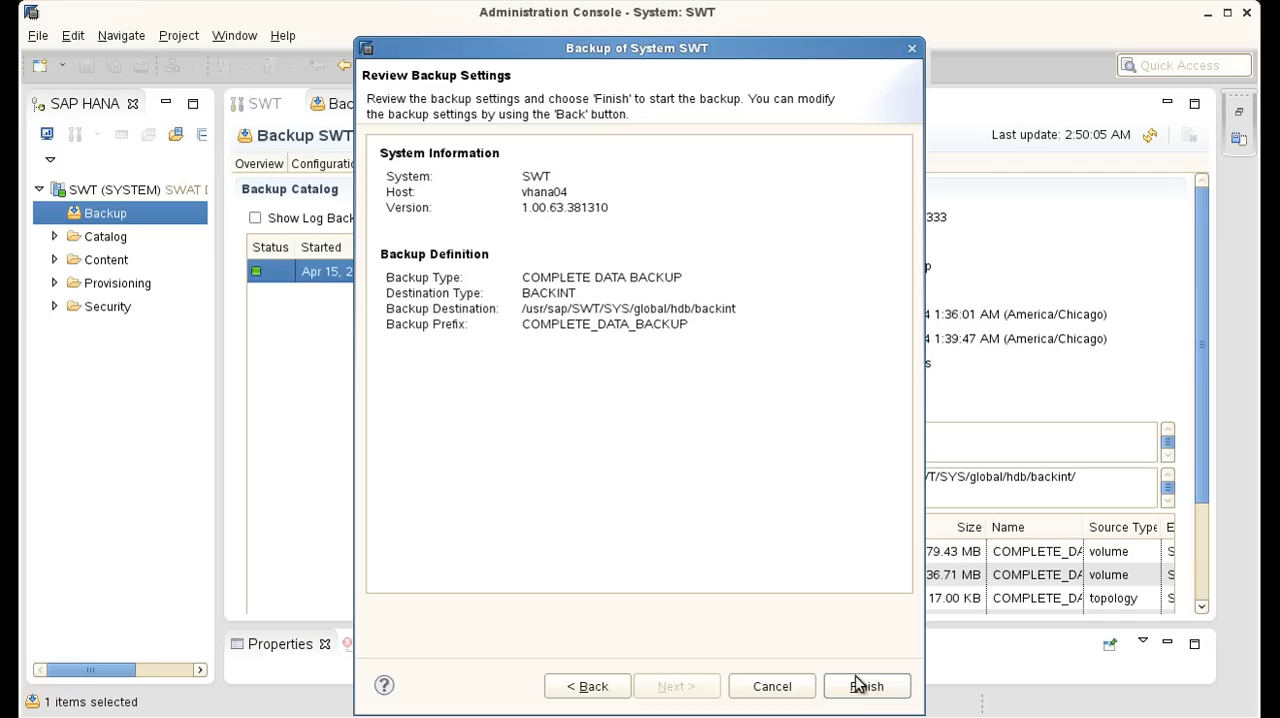 Administration Console - System: SWT
File Edit Navigate Project Window Help
Quick Access
Backup of System SWT
Review Backup Settings
Review the backup settings and choose 'Finish' to start the backup. You can modify
the backup settings by using the 'Back' button.
System Information
System: SWT
Host: vhana04
Version: 1.00.63.381310
Backup Definition
Backup Type: COMPLETE DATA BACKUP
Destination Type: BACKINT
Backup Destination: /usr/sap/SWT/SYS/global/hdb/backint
Backup Prefix: COMPLETE_DATA_BACKUP
< Back Next > Cancel Finish
SAP HANA
SWT (SYSTEM) SWAT
Backup
Catalog
Content
Provisioning
Security
SWT
Backup SWT
Overview
Backup Catalog
Show Log
Status Started
Apr 15, 2
Properties
Last update: 2:50:05 AM
333
1:36:01 AM (America/Chicago)
1:39:47 AM (America/Chicago)
/SYS/global/hdb/backint/
Size Name Source Type
79.43 MB COMPLETE_DA volume
36.71 MB COMPLETE_DA volume
17.00 KB COMPLETE_DA topology
1 items selected